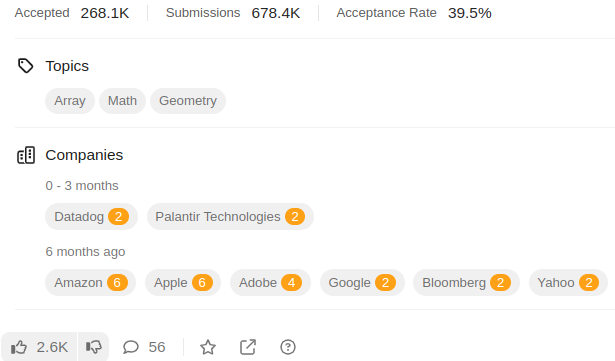 Accepted 268.1K Submissions 678.4K Acceptance Rate 39.5%
Topics
Array Math Geometry
Companies
0 - 3 months
Datadog 2 Palantir Technologies 2
6 months ago
Amazon 6 Apple 6 Adobe 4 Google 2 Bloomberg 2 Yahoo 2
2.6K 56